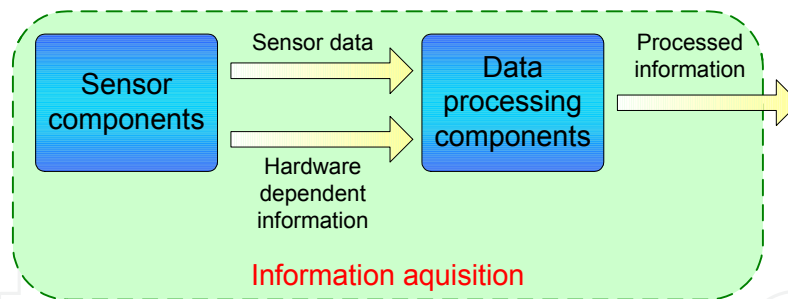 Sensor data
Sensor
components
Hardware
dependent
information
Data
processing
components
Processed
information
Information aquisition